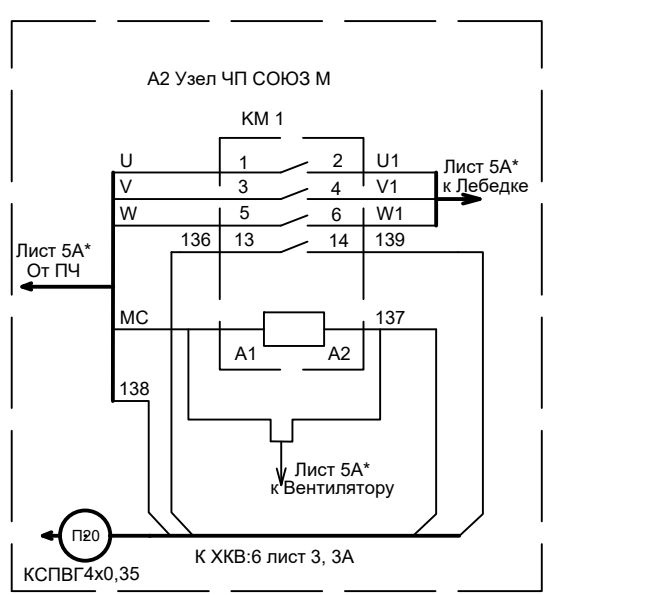 А2 Узел ЧП СОЮЗ М
КМ 1
U 1 2 U1
V 3 4 V1
W 5 6 W1
136 13 14 139
Лист 5А*
к Лебедке
Лист 5А*
От ПЧ
МС 137
А1 А2
138
Лист 5А*
к Вентилятору
К ХКВ:6 лист 3, 3А
КСПВГ4х0,35